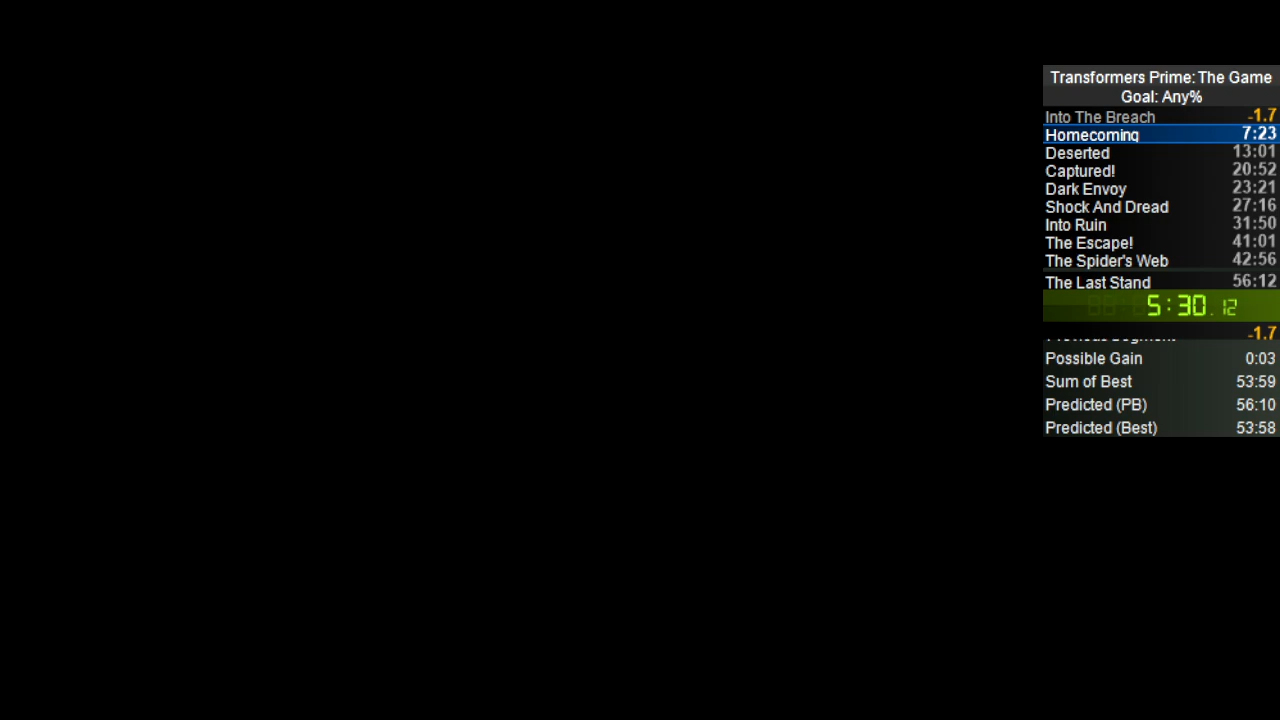 Transformers Prime: The Game
Goal: Any%
Into The Breach -1.7
Homecoming 7:23
Deserted 13:01
Captured! 20:52
Dark Envoy 23:21
Shock And Dread 27:16
Into Ruin 31:50
The Escape! 41:01
The Spider's Web 42:56
The Last Stand 56:12
5:30.12
-1.7
Possible Gain 0:03
Sum of Best 53:59
Predicted (PB) 56:10
Predicted (Best) 53:58